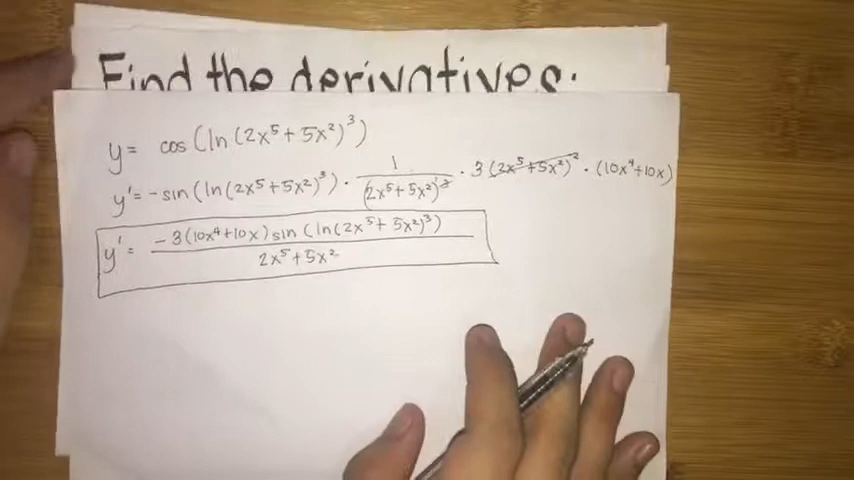 Find the derivatives:
y = cos(ln(2x⁵+5x²)³)
y' = -sin(ln(2x⁵+5x²)³) · 1/(2x⁵+5x²)³ · 3(2x⁵+5x²)² · (10x⁴+10x)
y' = -3(10x⁴+10x)sin(ln(2x⁵+5x²)³) / 2x⁵+5x²